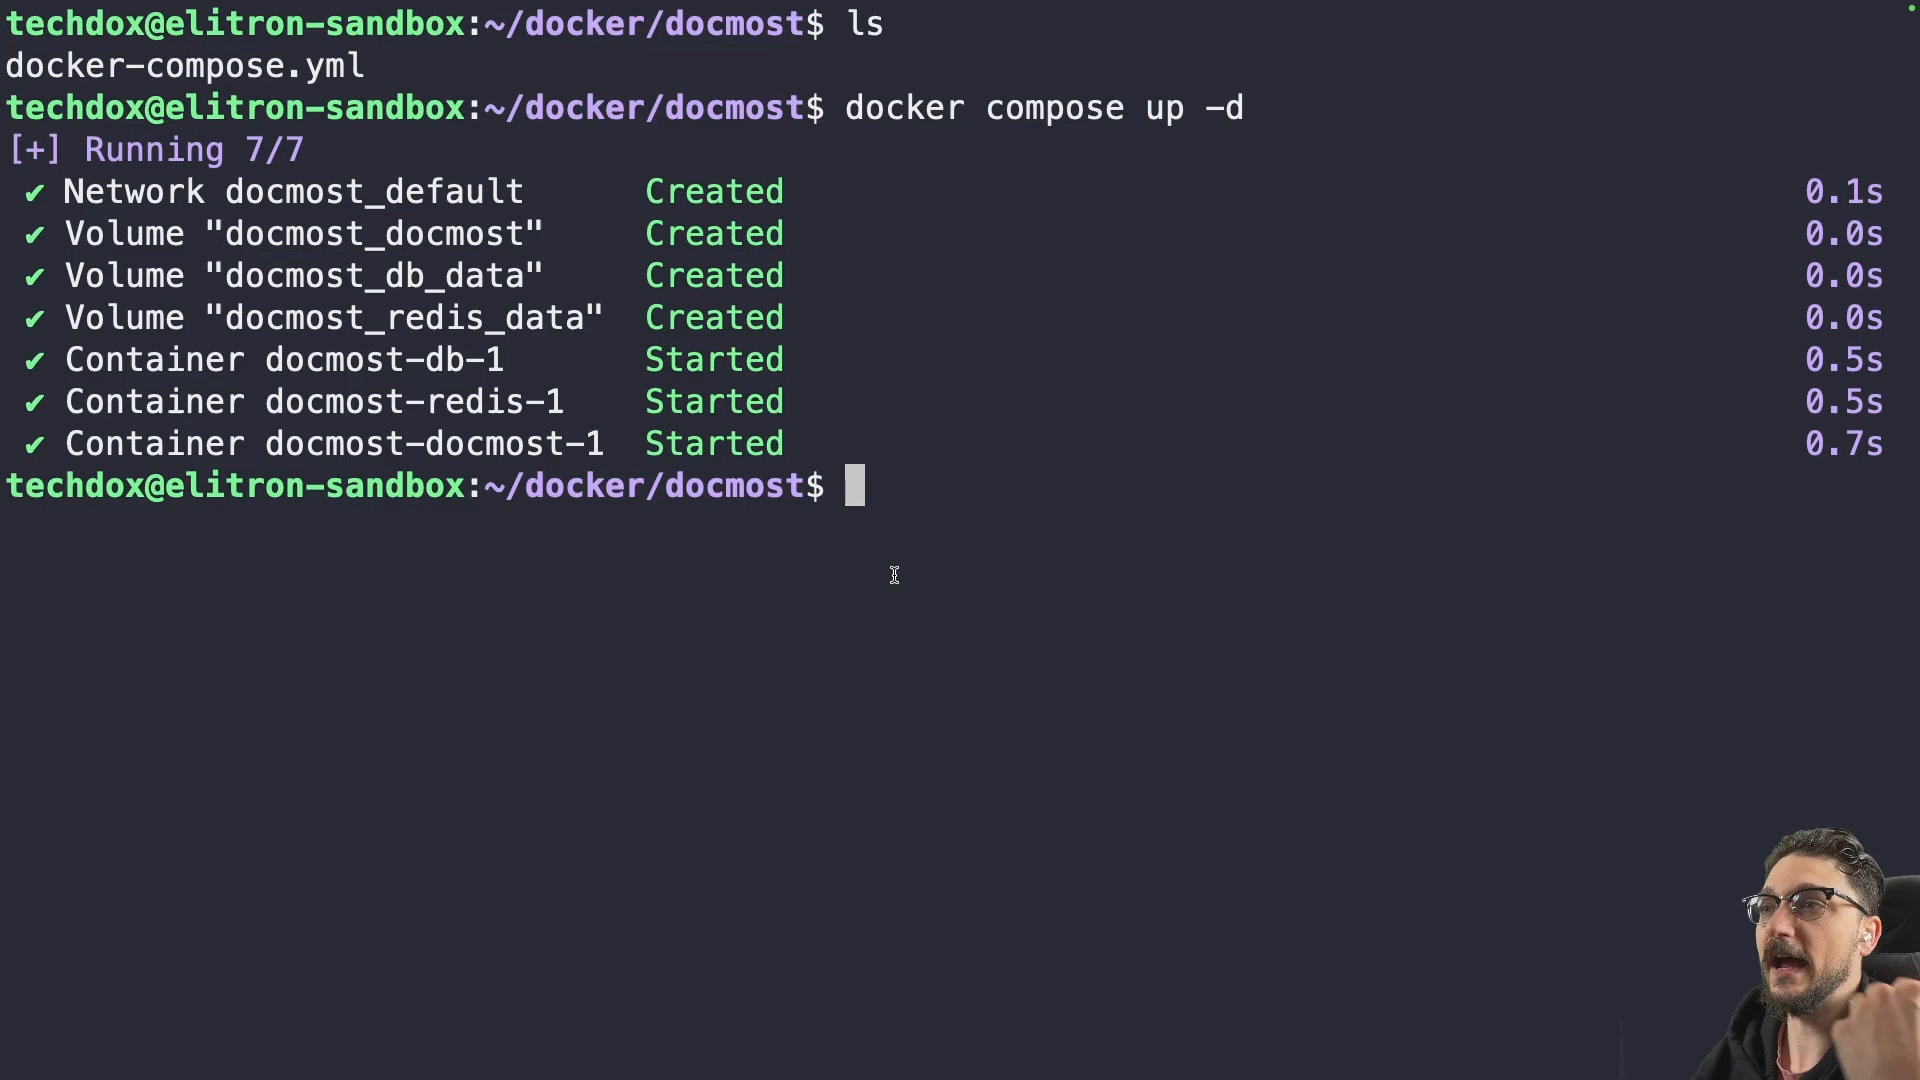 techdox@elitron-sandbox:~/docker/docmost$ ls
docker-compose.yml
techdox@elitron-sandbox:~/docker/docmost$ docker compose up -d
[+] Running 7/7
✔ Network docmost_default Created 0.1s
✔ Volume "docmost_docmost" Created 0.0s
✔ Volume "docmost_db_data" Created 0.0s
✔ Volume "docmost_redis_data" Created 0.0s
✔ Container docmost-db-1 Started 0.5s
✔ Container docmost-redis-1 Started 0.5s
✔ Container docmost-docmost-1 Started 0.7s
techdox@elitron-sandbox:~/docker/docmost$